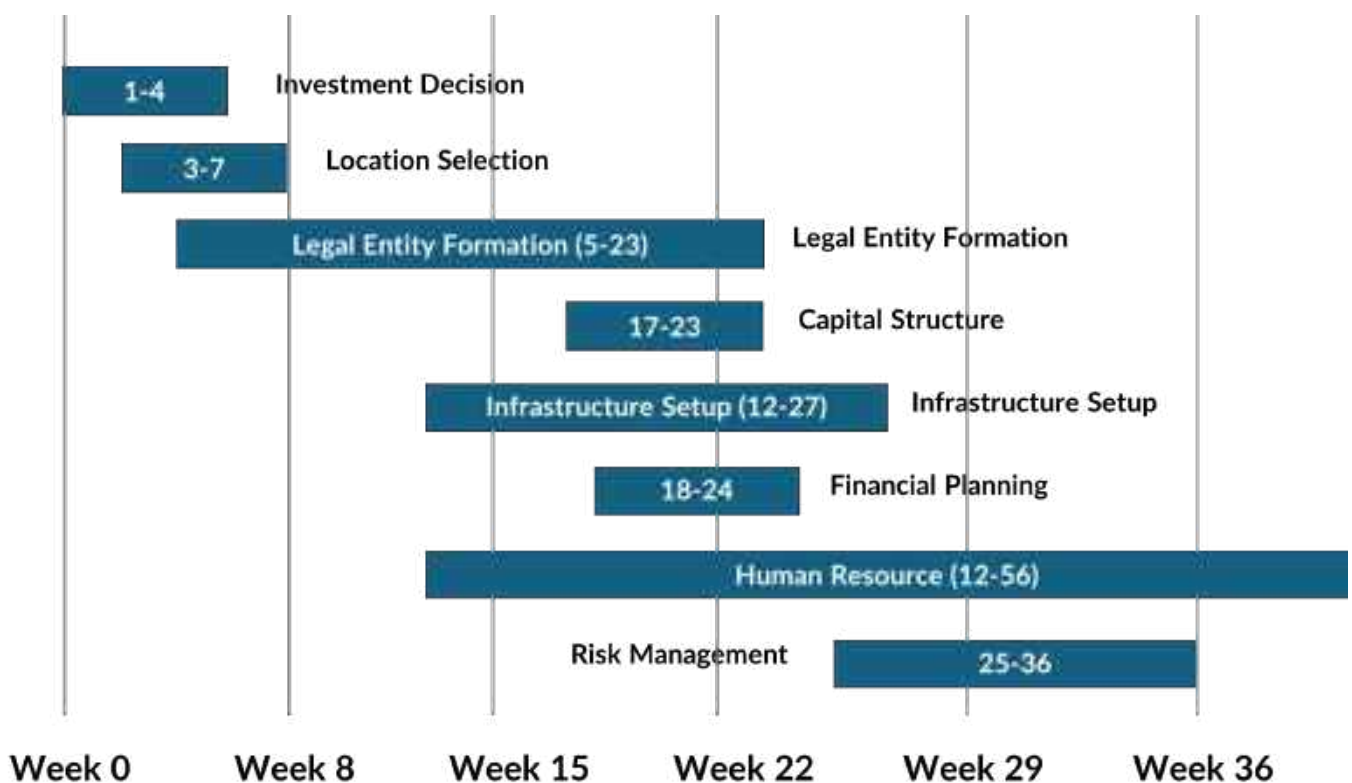 1-4 Investment Decision
3-7 Location Selection
Legal Entity Formation (5-23) Legal Entity Formation
17-23 Capital Structure
Infrastructure Setup (12-27) Infrastructure Setup
18-24 Financial Planning
Human Resource (12-56)
Risk Management 25-36
Week 0 Week 8 Week 15 Week 22 Week 29 Week 36